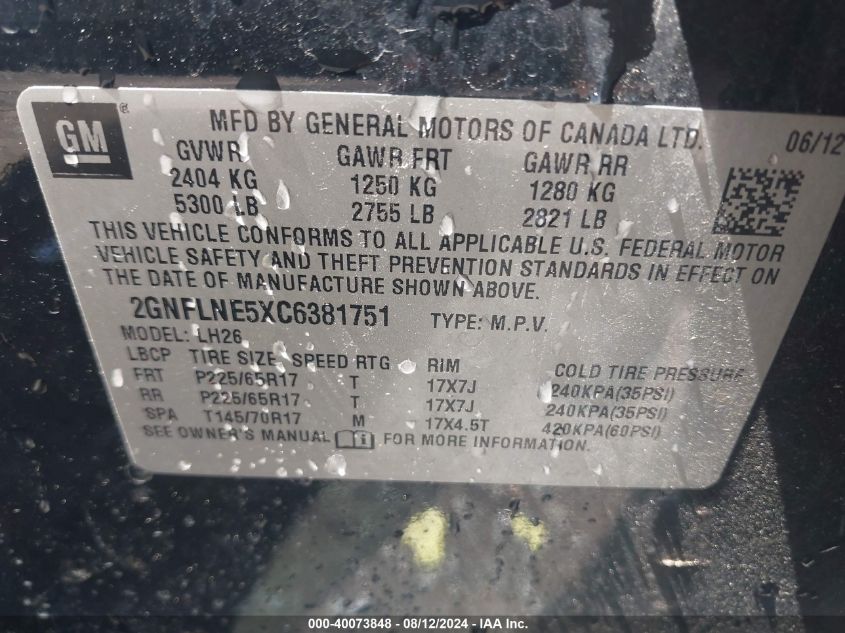 GM®
MFD BY GENERAL MOTORS OF CANADA LTD. 06/12
GVWR GAWR FRT GAWR RR
2404 KG 1250 KG 1280 KG
5300 LB 2755 LB 2821 LB
THIS VEHICLE CONFORMS TO ALL APPLICABLE U.S. FEDERAL MOTOR
VEHICLE SAFETY AND THEFT PREVENTION STANDARDS IN EFFECT ON
THE DATE OF MANUFACTURE SHOWN ABOVE.
2GNFLNE5XC6381751 TYPE: M.P.V.
MODEL: LH26
LBCP TIRE SIZE SPEED RTG RIM COLD TIRE PRESSURE
FRT P225/65R17 T 17X7J 240KPA(35PSI)
RR P225/65R17 T 17X7J 240KPA(35PSI)
SPA T145/70R17 M 17X4.5T 420KPA(60PSI)
SEE OWNER'S MANUAL FOR MORE INFORMATION.
000-40073848 - 08/12/2024 - IAA Inc.